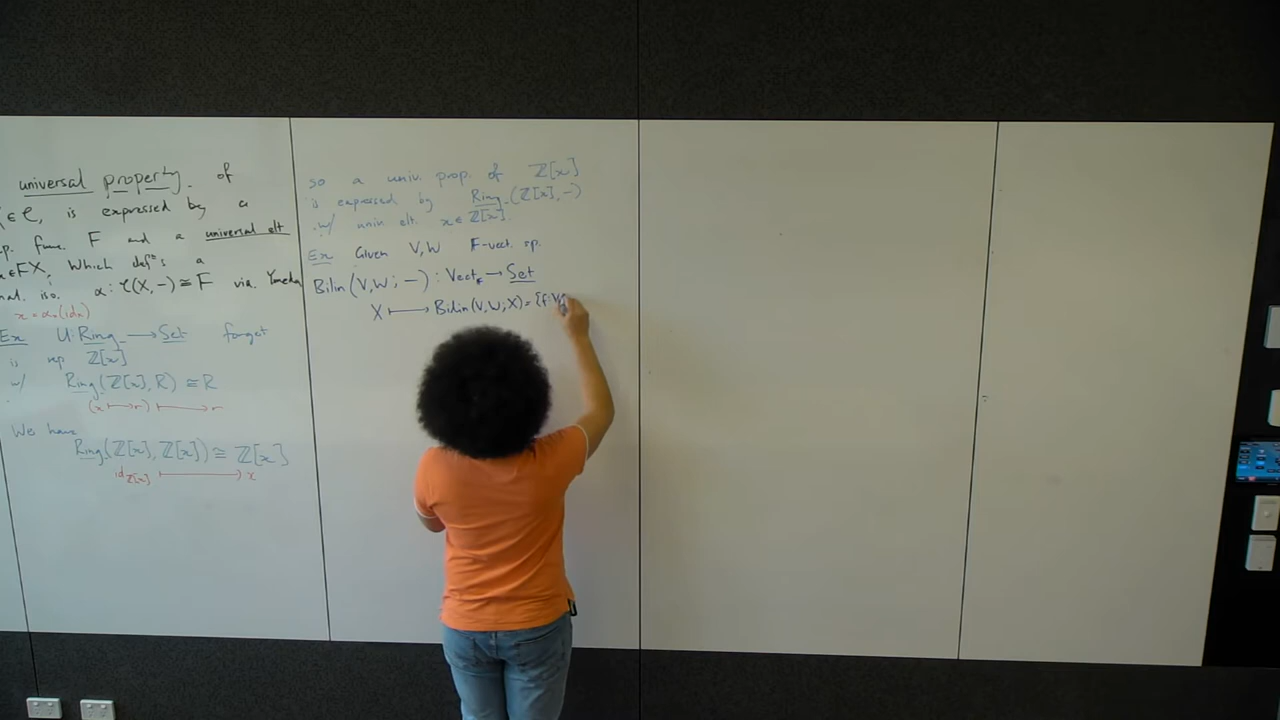 universal property of
∈ C, is expressed by a
func. F and a universal elt
∈ FX, which def's a
nat. iso. α: C(X,−) ≅ F via Yoneda
x = αₓ(idₓ)
Ex U: Ring → Set forget
is rep ℤ[x]
w/ Ring(ℤ[x], R) ≅ R
(x ↦ r) ↦ r
We have
Ring(ℤ[x], ℤ[x]) ≅ ℤ[x]
id_ℤ[x] ↦ x
so a univ. prop. of ℤ[x]
is expressed by Ring(ℤ[x], −)
w/ univ elt. x ∈ ℤ[x].
Ex Given V, W F-vect. sp.
Bilin(V, W; −) : Vect_F → Set
X ↦ Bilin(V, W; X) = {f: V